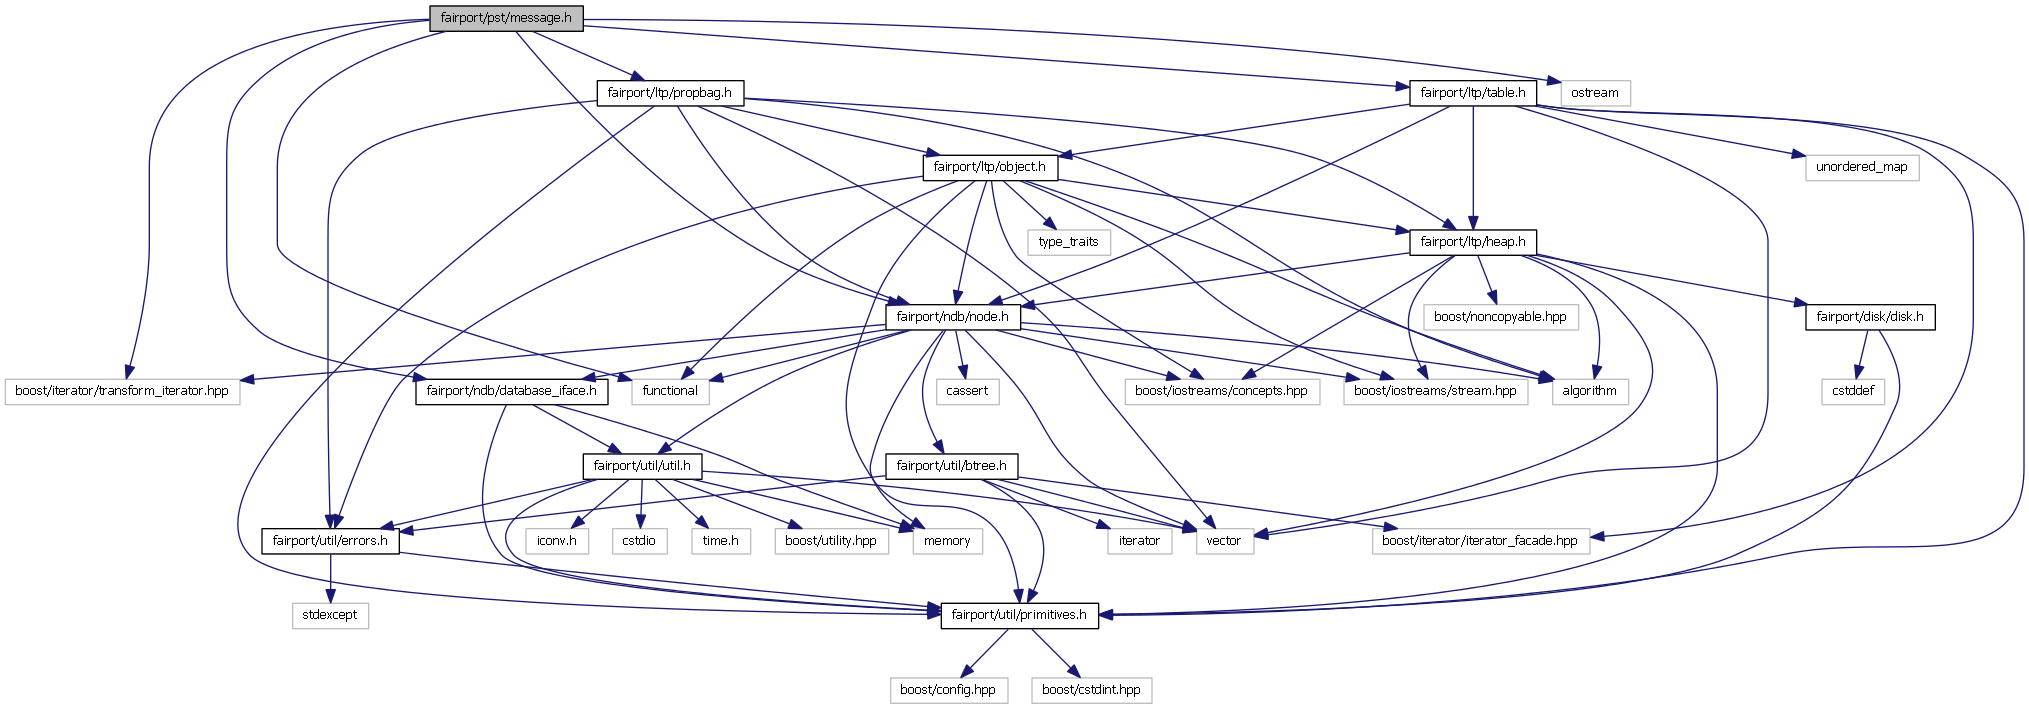 fairport/pst/message.h
fairport/ltp/propbag.h
fairport/ltp/table.h
ostream
fairport/ltp/object.h
unordered_map
type_traits
fairport/ltp/heap.h
fairport/ndb/node.h
boost/noncopyable.hpp
fairport/disk/disk.h
boost/iterator/transform_iterator.hpp
fairport/ndb/database_iface.h
functional
cassert
boost/iostreams/concepts.hpp
boost/iostreams/stream.hpp
algorithm
cstddef
fairport/util/util.h
fairport/util/btree.h
fairport/util/errors.h
iconv.h
cstdio
time.h
boost/utility.hpp
memory
iterator
vector
boost/iterator/iterator_facade.hpp
stdexcept
fairport/util/primitives.h
boost/config.hpp
boost/cstdint.hpp